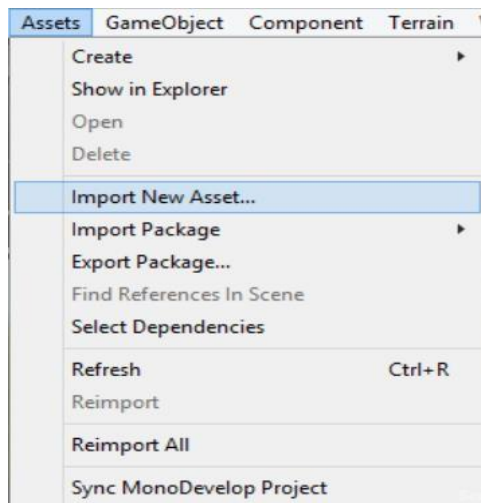 Assets GameObject Component Terrain
Create
Show in Explorer
Open
Delete
Import New Asset...
Import Package
Export Package...
Find References In Scene
Select Dependencies
Refresh Ctrl+R
Reimport
Reimport All
Sync MonoDevelop Project